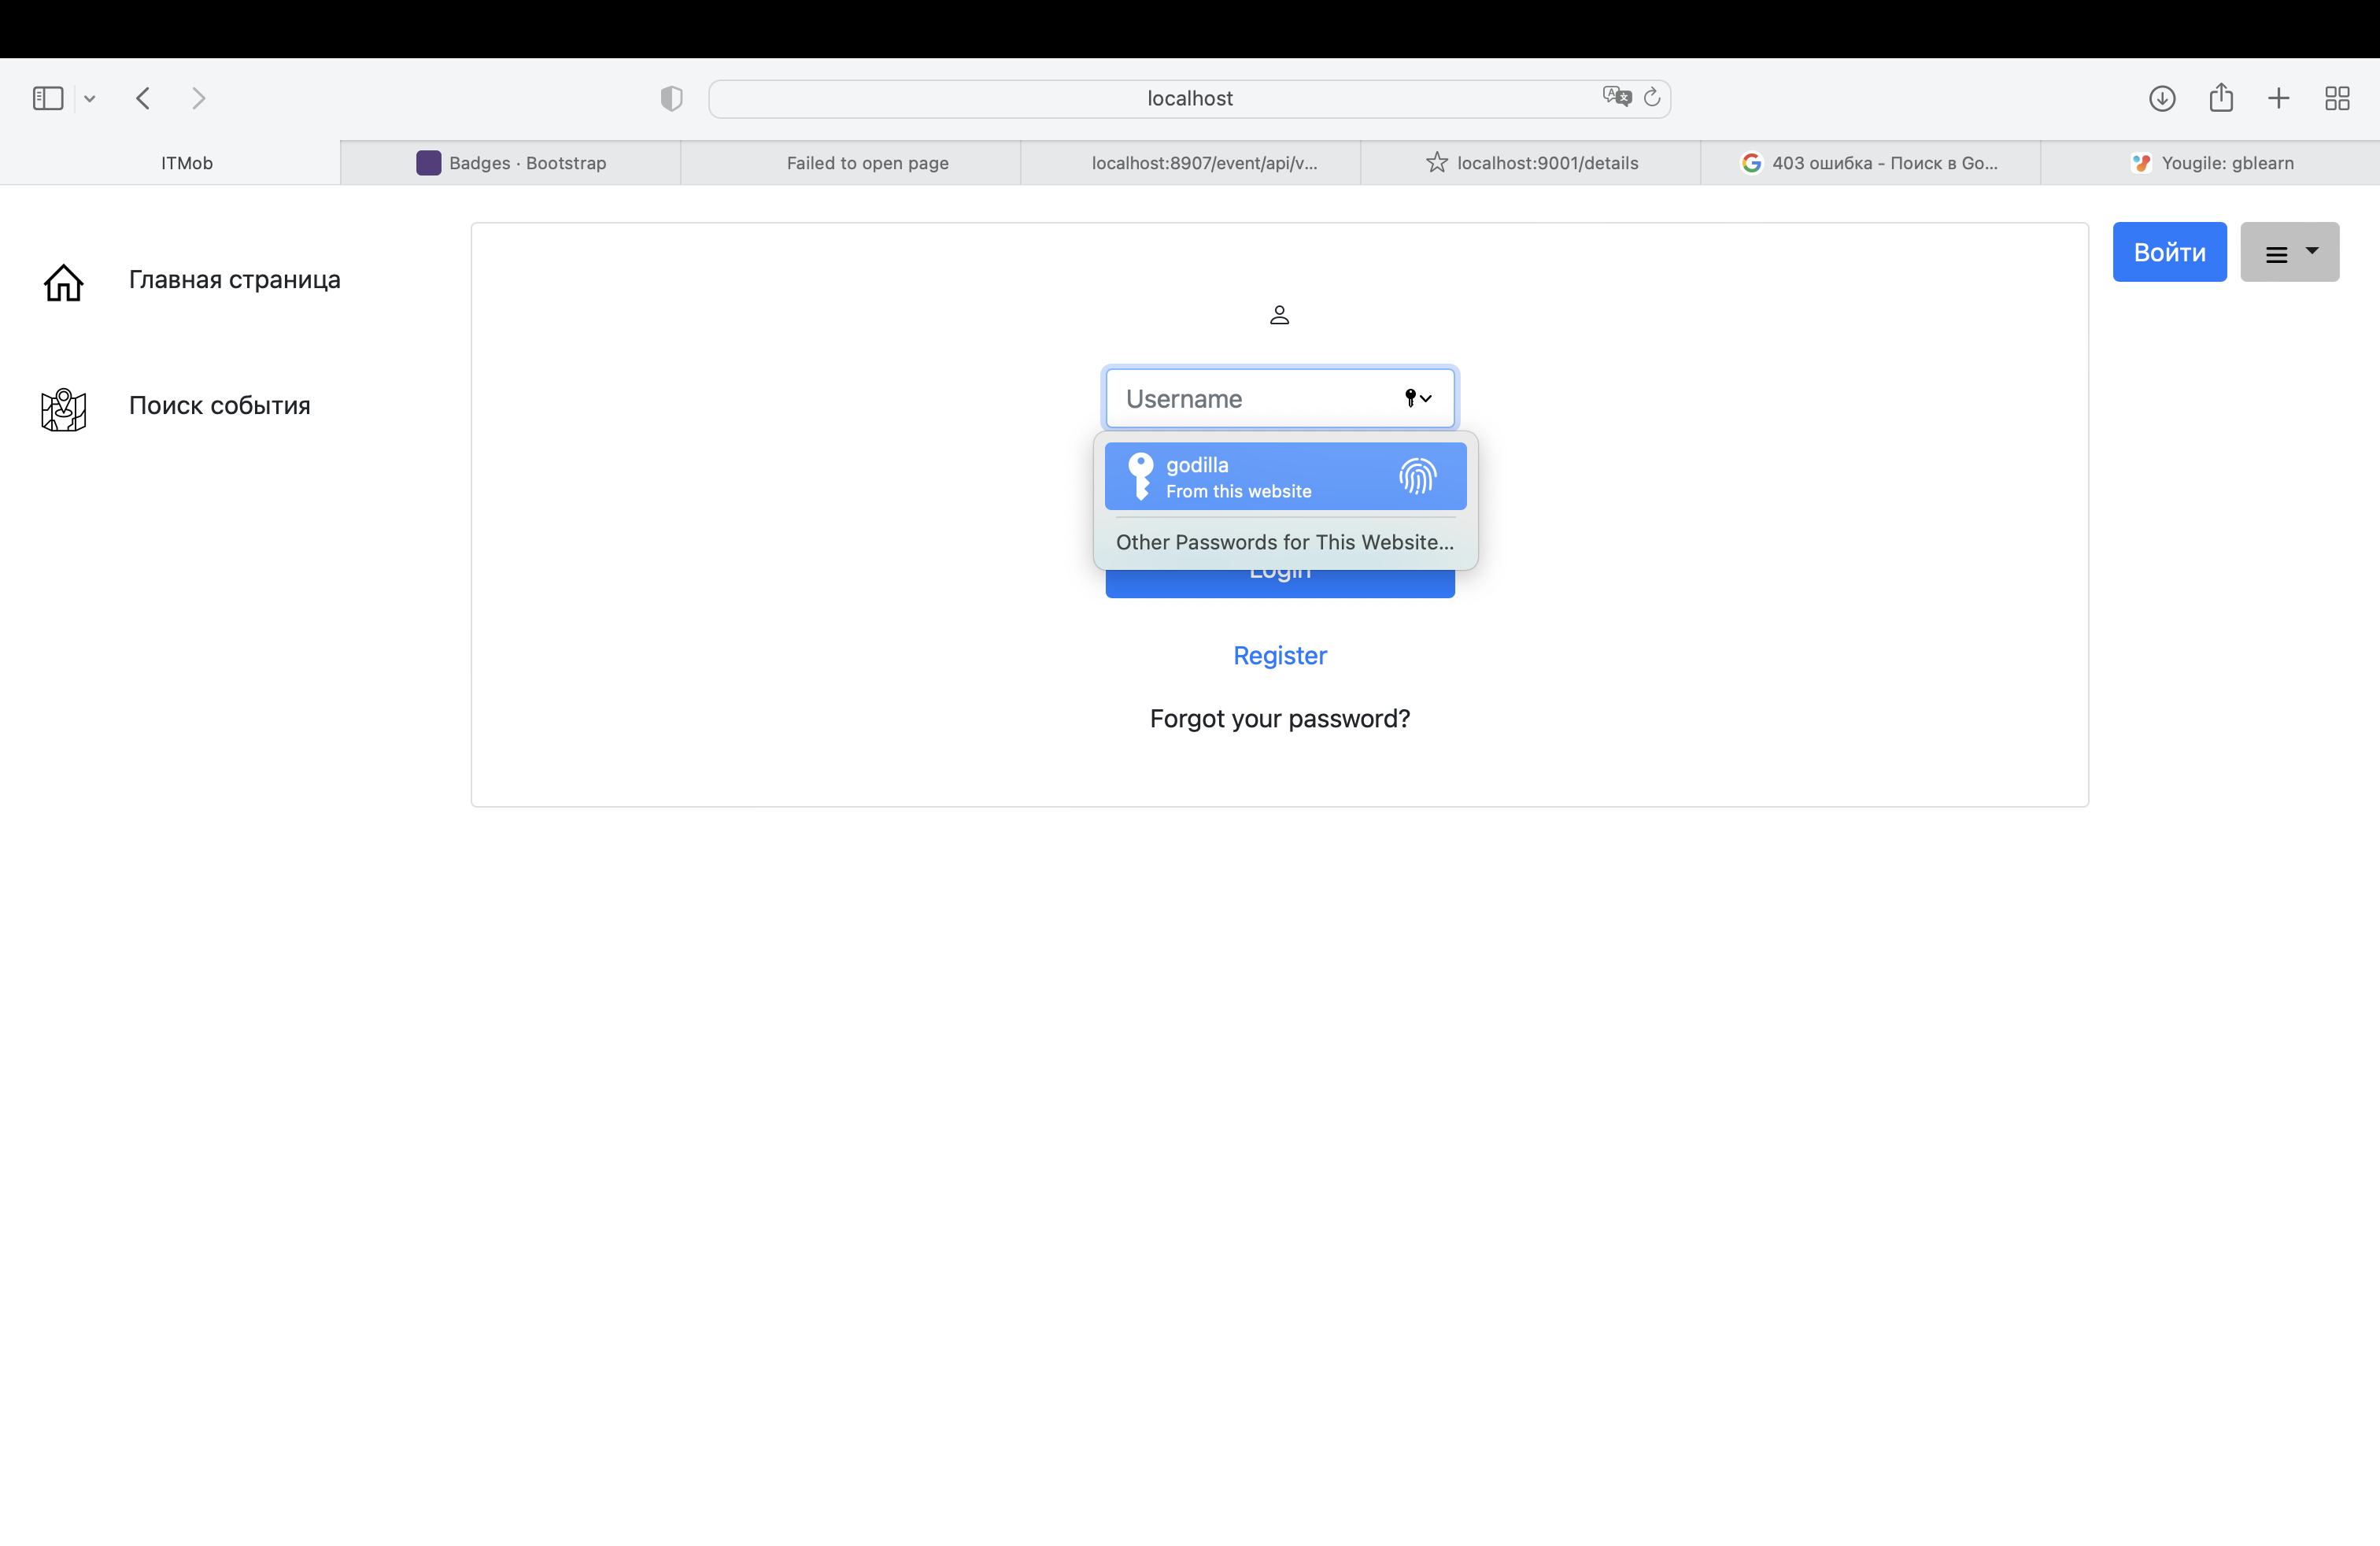 localhost
ITMob
Badges · Bootstrap
Failed to open page
localhost:8907/event/api/v...
localhost:9001/details
403 ошибка - Поиск в Go...
Yougile: gblearn
Главная страница
Поиск события
Войти
Username
godilla
From this website
Other Passwords for This Website...
Login
Register
Forgot your password?